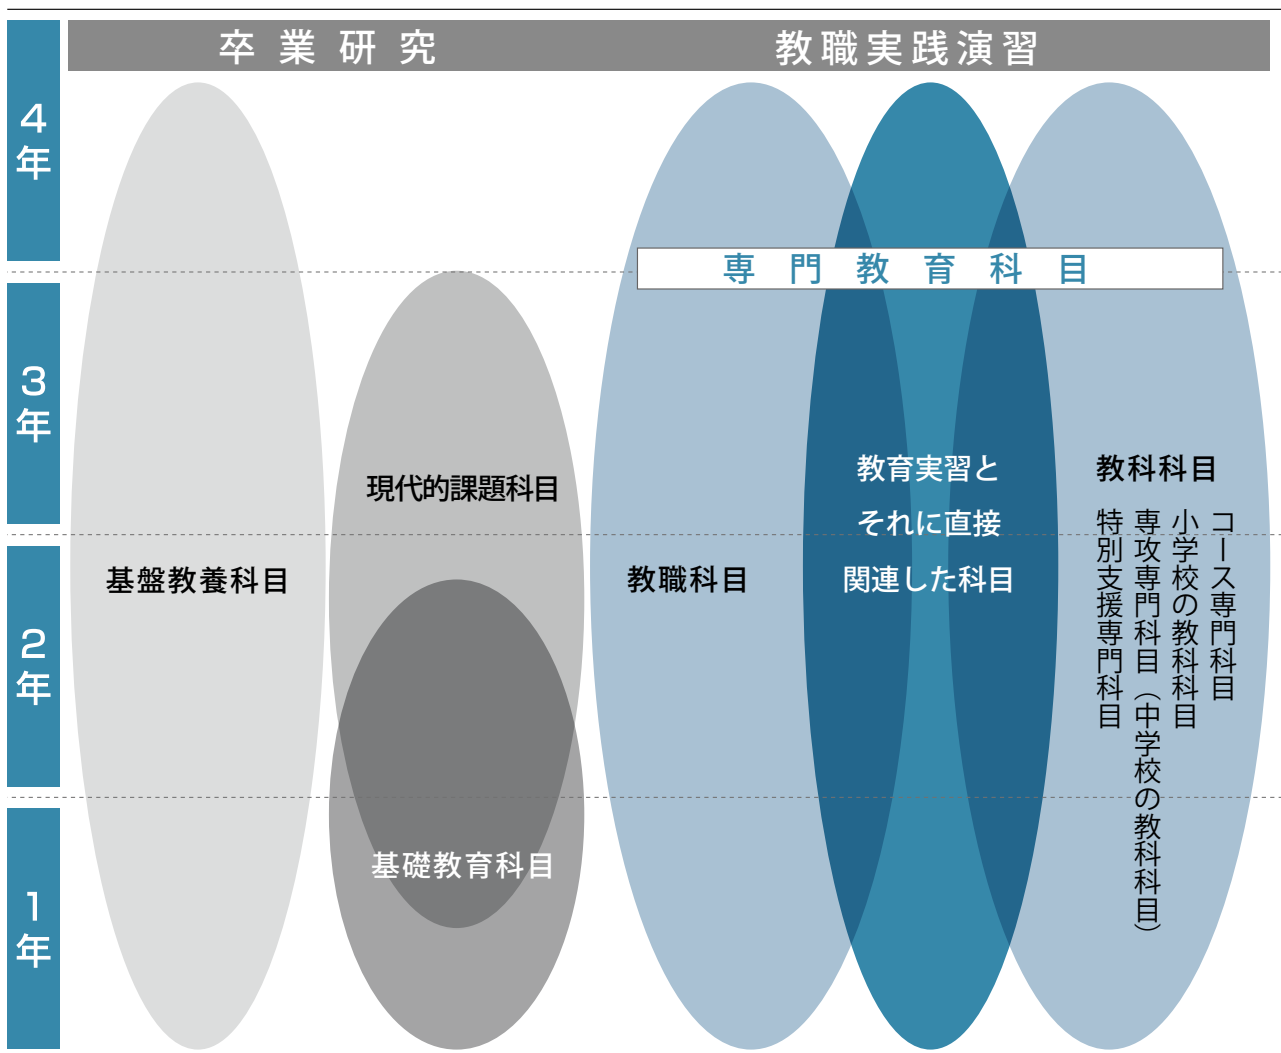 卒業研究
教職実践演習
4年
専門教育科目
3年
現代的課題科目
教育実習と
それに直接
関連した科目
教科科目
コース専門科目
小学校の教科科目
専攻専門科目（中学校の教科科目）
特別支援専門科目
基盤教養科目
教職科目
2年
基礎教育科目
1年